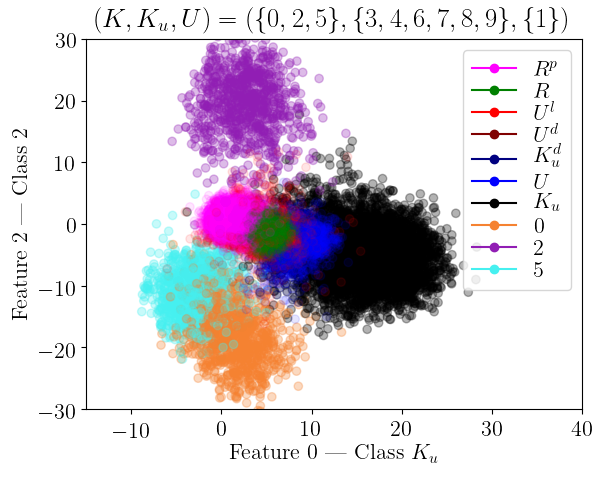 (K, K_u, U) = ({0, 2, 5}, {3, 4, 6, 7, 8, 9}, {1})
30
20
10
0
−10
−20
−30
Feature 2 — Class 2
−10
0
10
20
30
40
Feature 0 — Class K_u
R^p
R
U^l
U^d
K_u^d
U
K_u
0
2
5